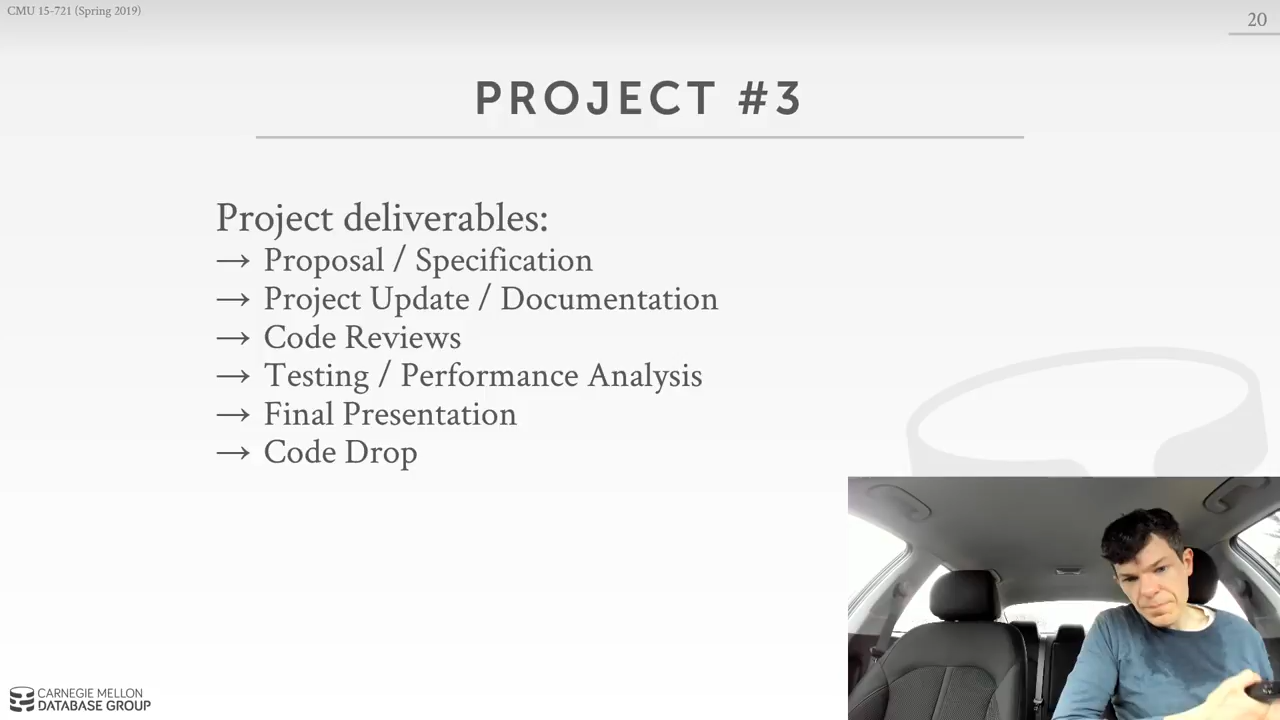 CMU 15-721 (Spring 2019)
20
PROJECT #3
Project deliverables:
→ Proposal / Specification
→ Project Update / Documentation
→ Code Reviews
→ Testing / Performance Analysis
→ Final Presentation
→ Code Drop
CARNEGIE MELLON
DATABASE GROUP